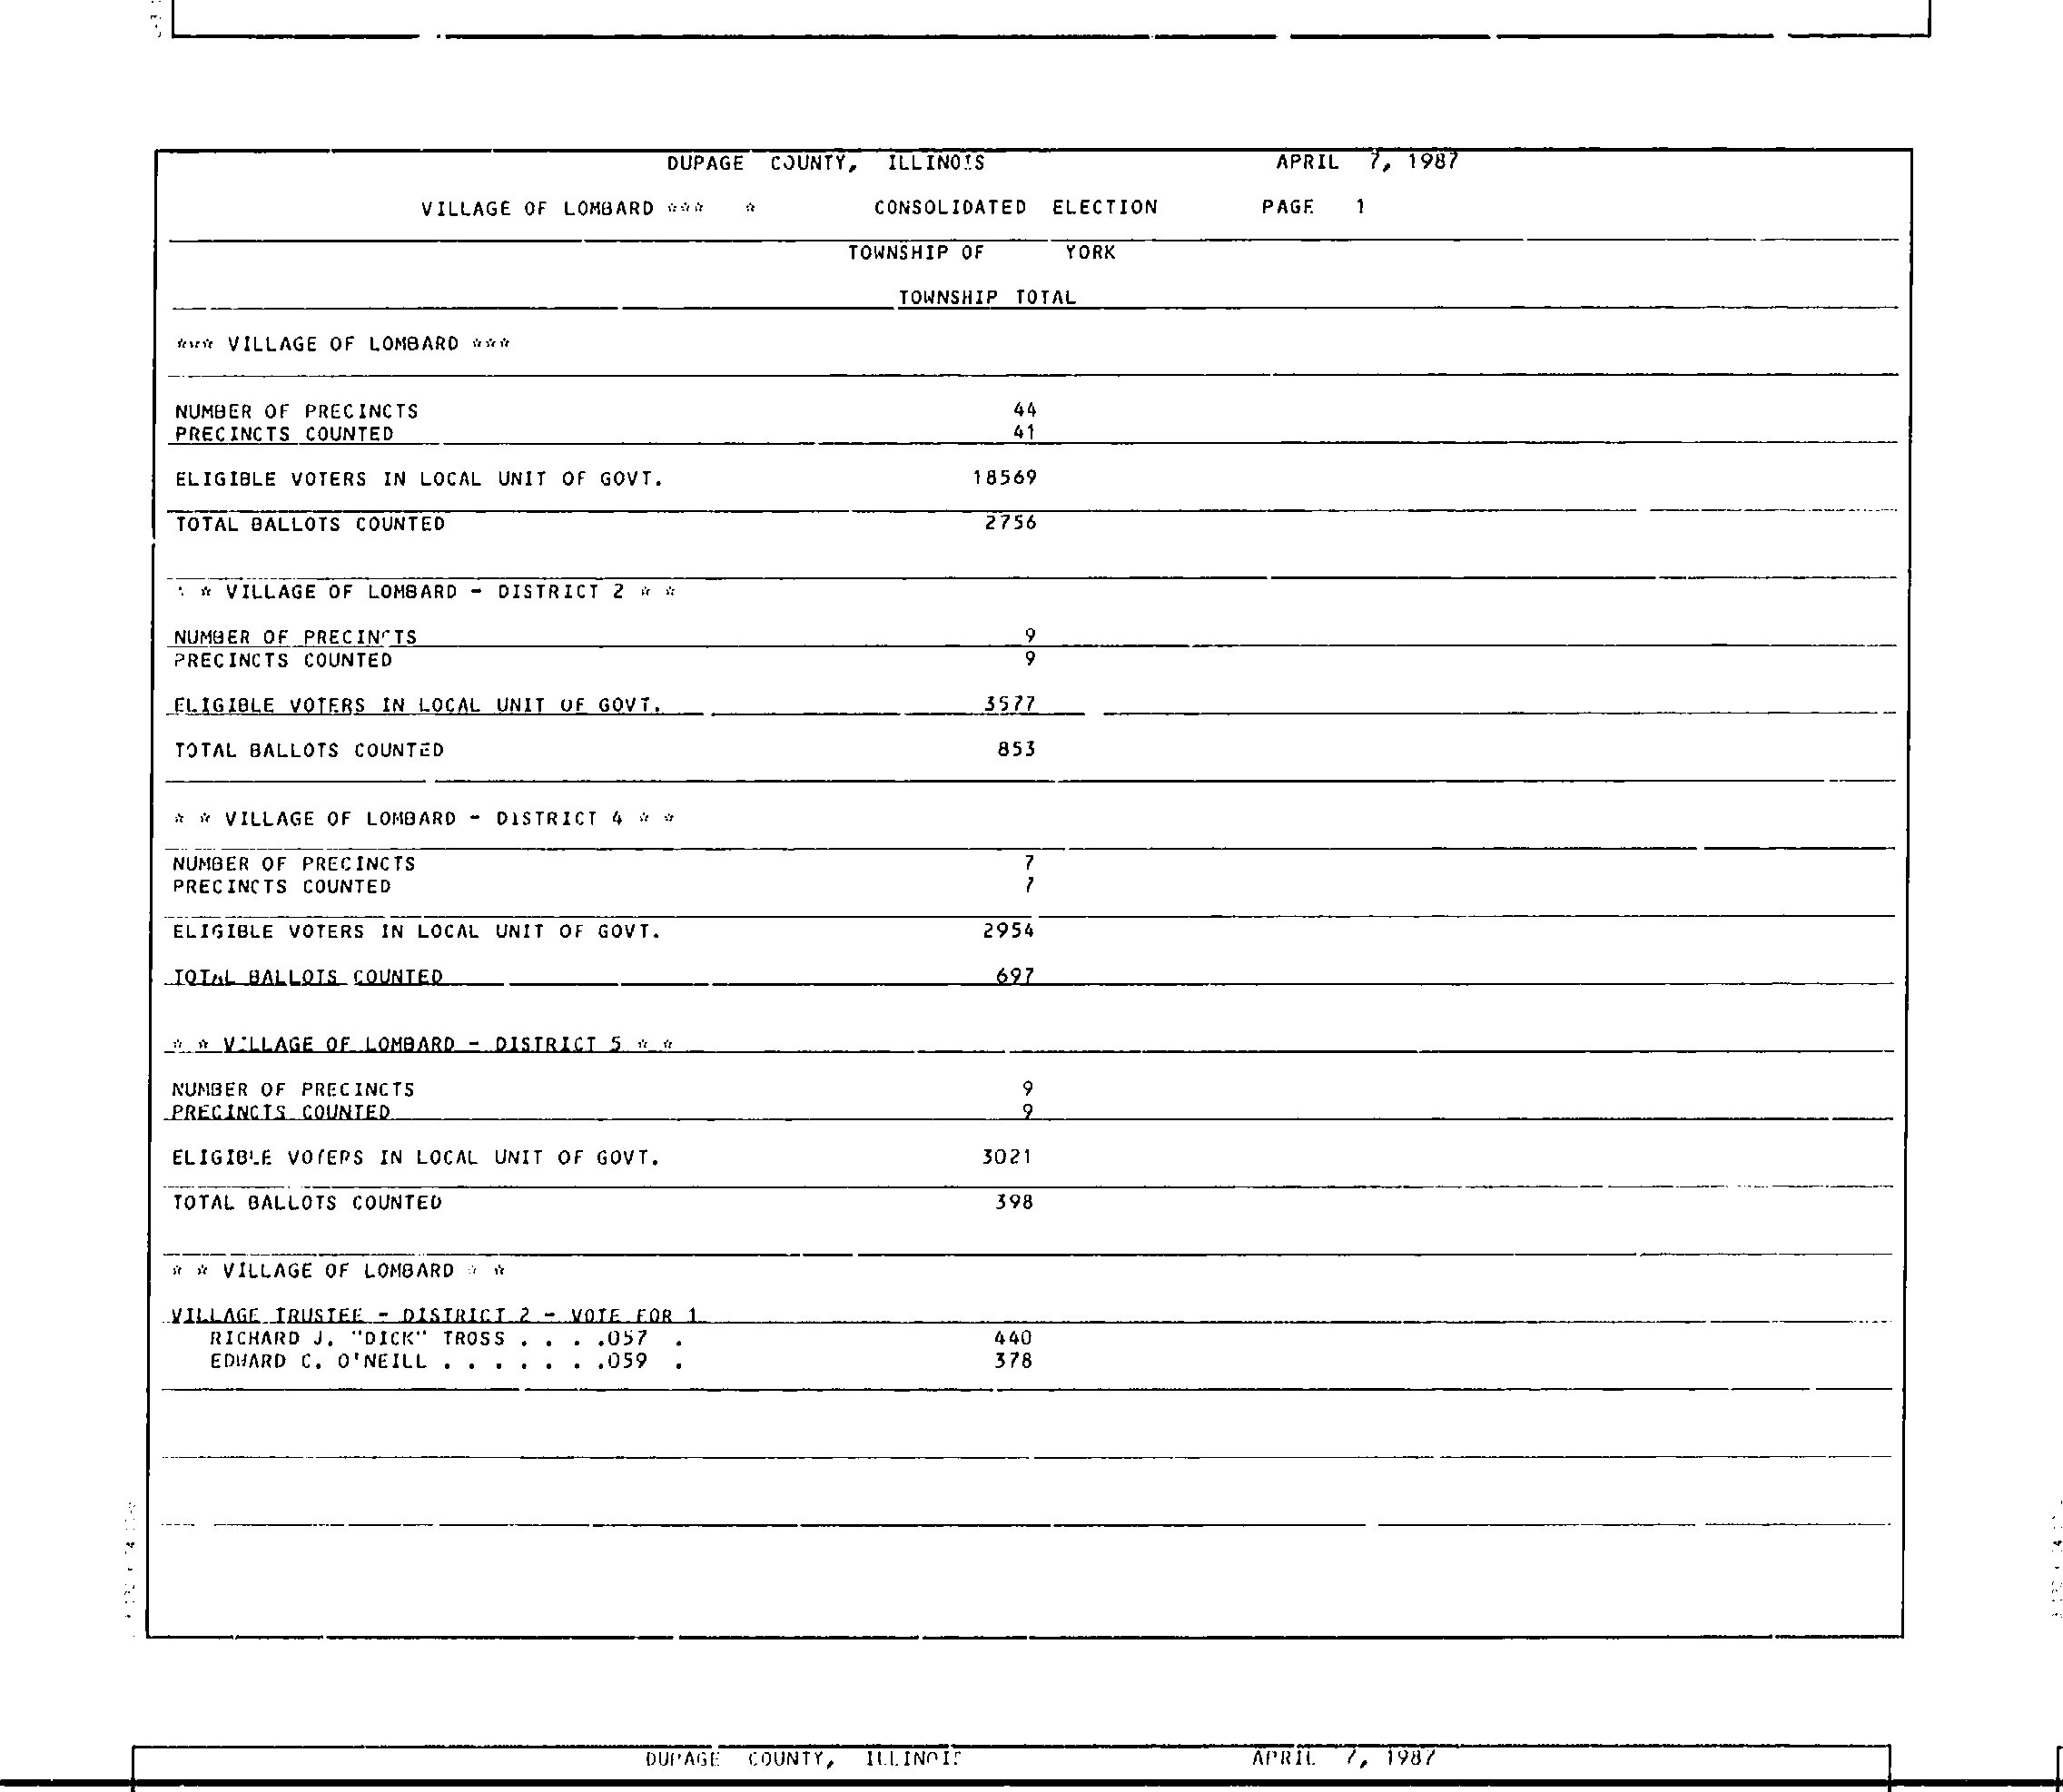 DUPAGE COUNTY, ILLINOIS APRIL 7, 1987
VILLAGE OF LOMBARD *** * CONSOLIDATED ELECTION PAGE 1
TOWNSHIP OF YORK
TOWNSHIP TOTAL
*** VILLAGE OF LOMBARD ***
NUMBER OF PRECINCTS 44
PRECINCTS COUNTED 41
ELIGIBLE VOTERS IN LOCAL UNIT OF GOVT. 18569
TOTAL BALLOTS COUNTED 2756
* * VILLAGE OF LOMBARD - DISTRICT 2 * *
NUMBER OF PRECINCTS 9
PRECINCTS COUNTED 9
ELIGIBLE VOTERS IN LOCAL UNIT OF GOVT. 3577
TOTAL BALLOTS COUNTED 853
* * VILLAGE OF LOMBARD - DISTRICT 4 * *
NUMBER OF PRECINCTS 7
PRECINCTS COUNTED 7
ELIGIBLE VOTERS IN LOCAL UNIT OF GOVT. 2954
TOTAL BALLOTS COUNTED 697
* * VILLAGE OF LOMBARD - DISTRICT 5 * *
NUMBER OF PRECINCTS 9
PRECINCTS COUNTED 9
ELIGIBLE VOTERS IN LOCAL UNIT OF GOVT. 3021
TOTAL BALLOTS COUNTED 398
* * VILLAGE OF LOMBARD * *
VILLAGE TRUSTEE - DISTRICT 2 - VOTE FOR 1
RICHARD J. "DICK" TROSS . . . .057 . 440
EDWARD C. O'NEILL . . . . . . .059 . 378
DUPAGE COUNTY, ILLINOIS APRIL 7, 1987